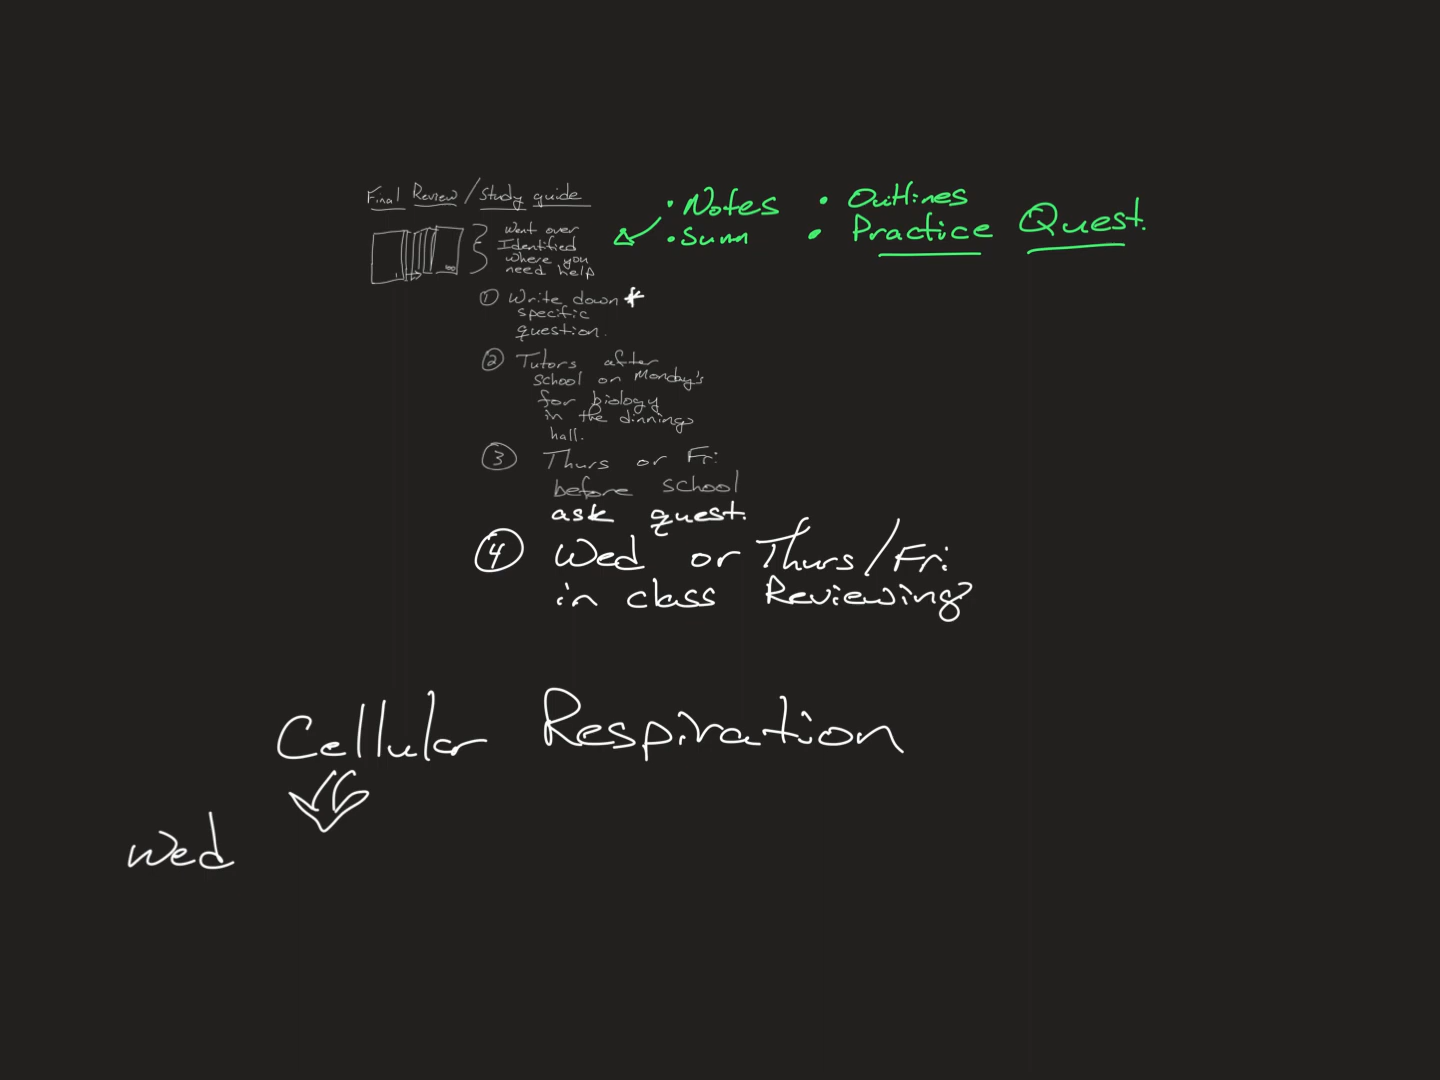 Final Review / Study guide
• Notes • Outlines
• Summ • Practice Quest.
Went over
Identified
where you
need help
① Write down *
specific
question.
② Tutors after
school on Monday's
for biology
in the dinning
hall.
③ Thurs or Fri
before school
ask quest.
④ Wed or Thurs/Fri
in class Reviewing
Cellular Respiration
Wed